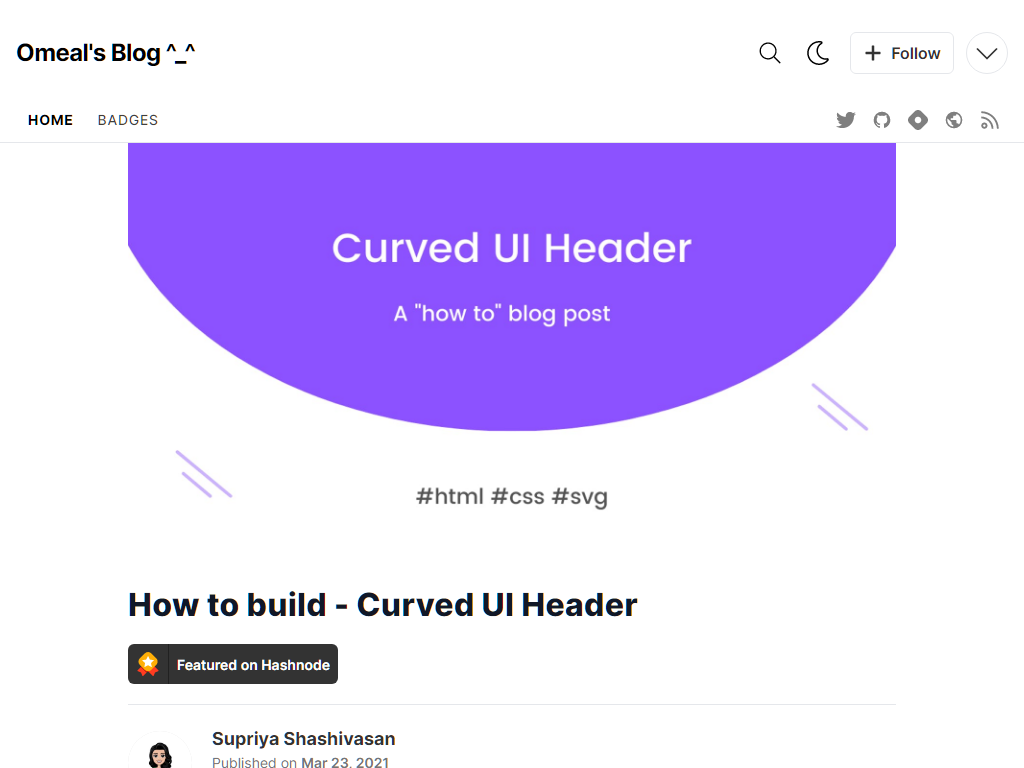 Omeal's Blog ^_^
Follow
HOME BADGES
Curved UI Header
A "how to" blog post
#html #css #svg
How to build - Curved UI Header
Featured on Hashnode
Supriya Shashivasan
Published on Mar 23, 2021